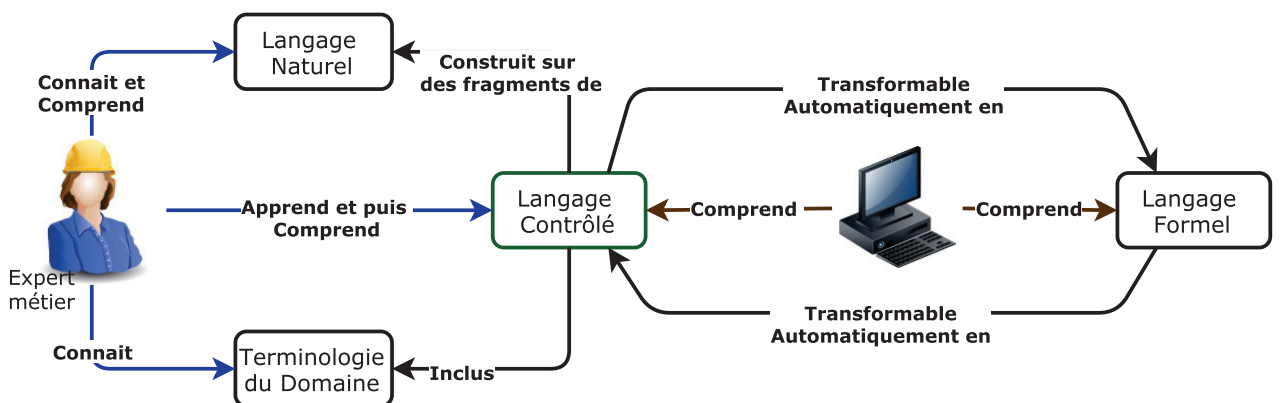 Langage
Naturel
Connait et
Comprend
Construit sur
des fragments de
Transformable
Automatiquement en
Expert
métier
Apprend et puis
Comprend
Langage
Contrôlé
Comprend
Comprend
Langage
Formel
Connait
Terminologie
du Domaine
Inclus
Transformable
Automatiquement en